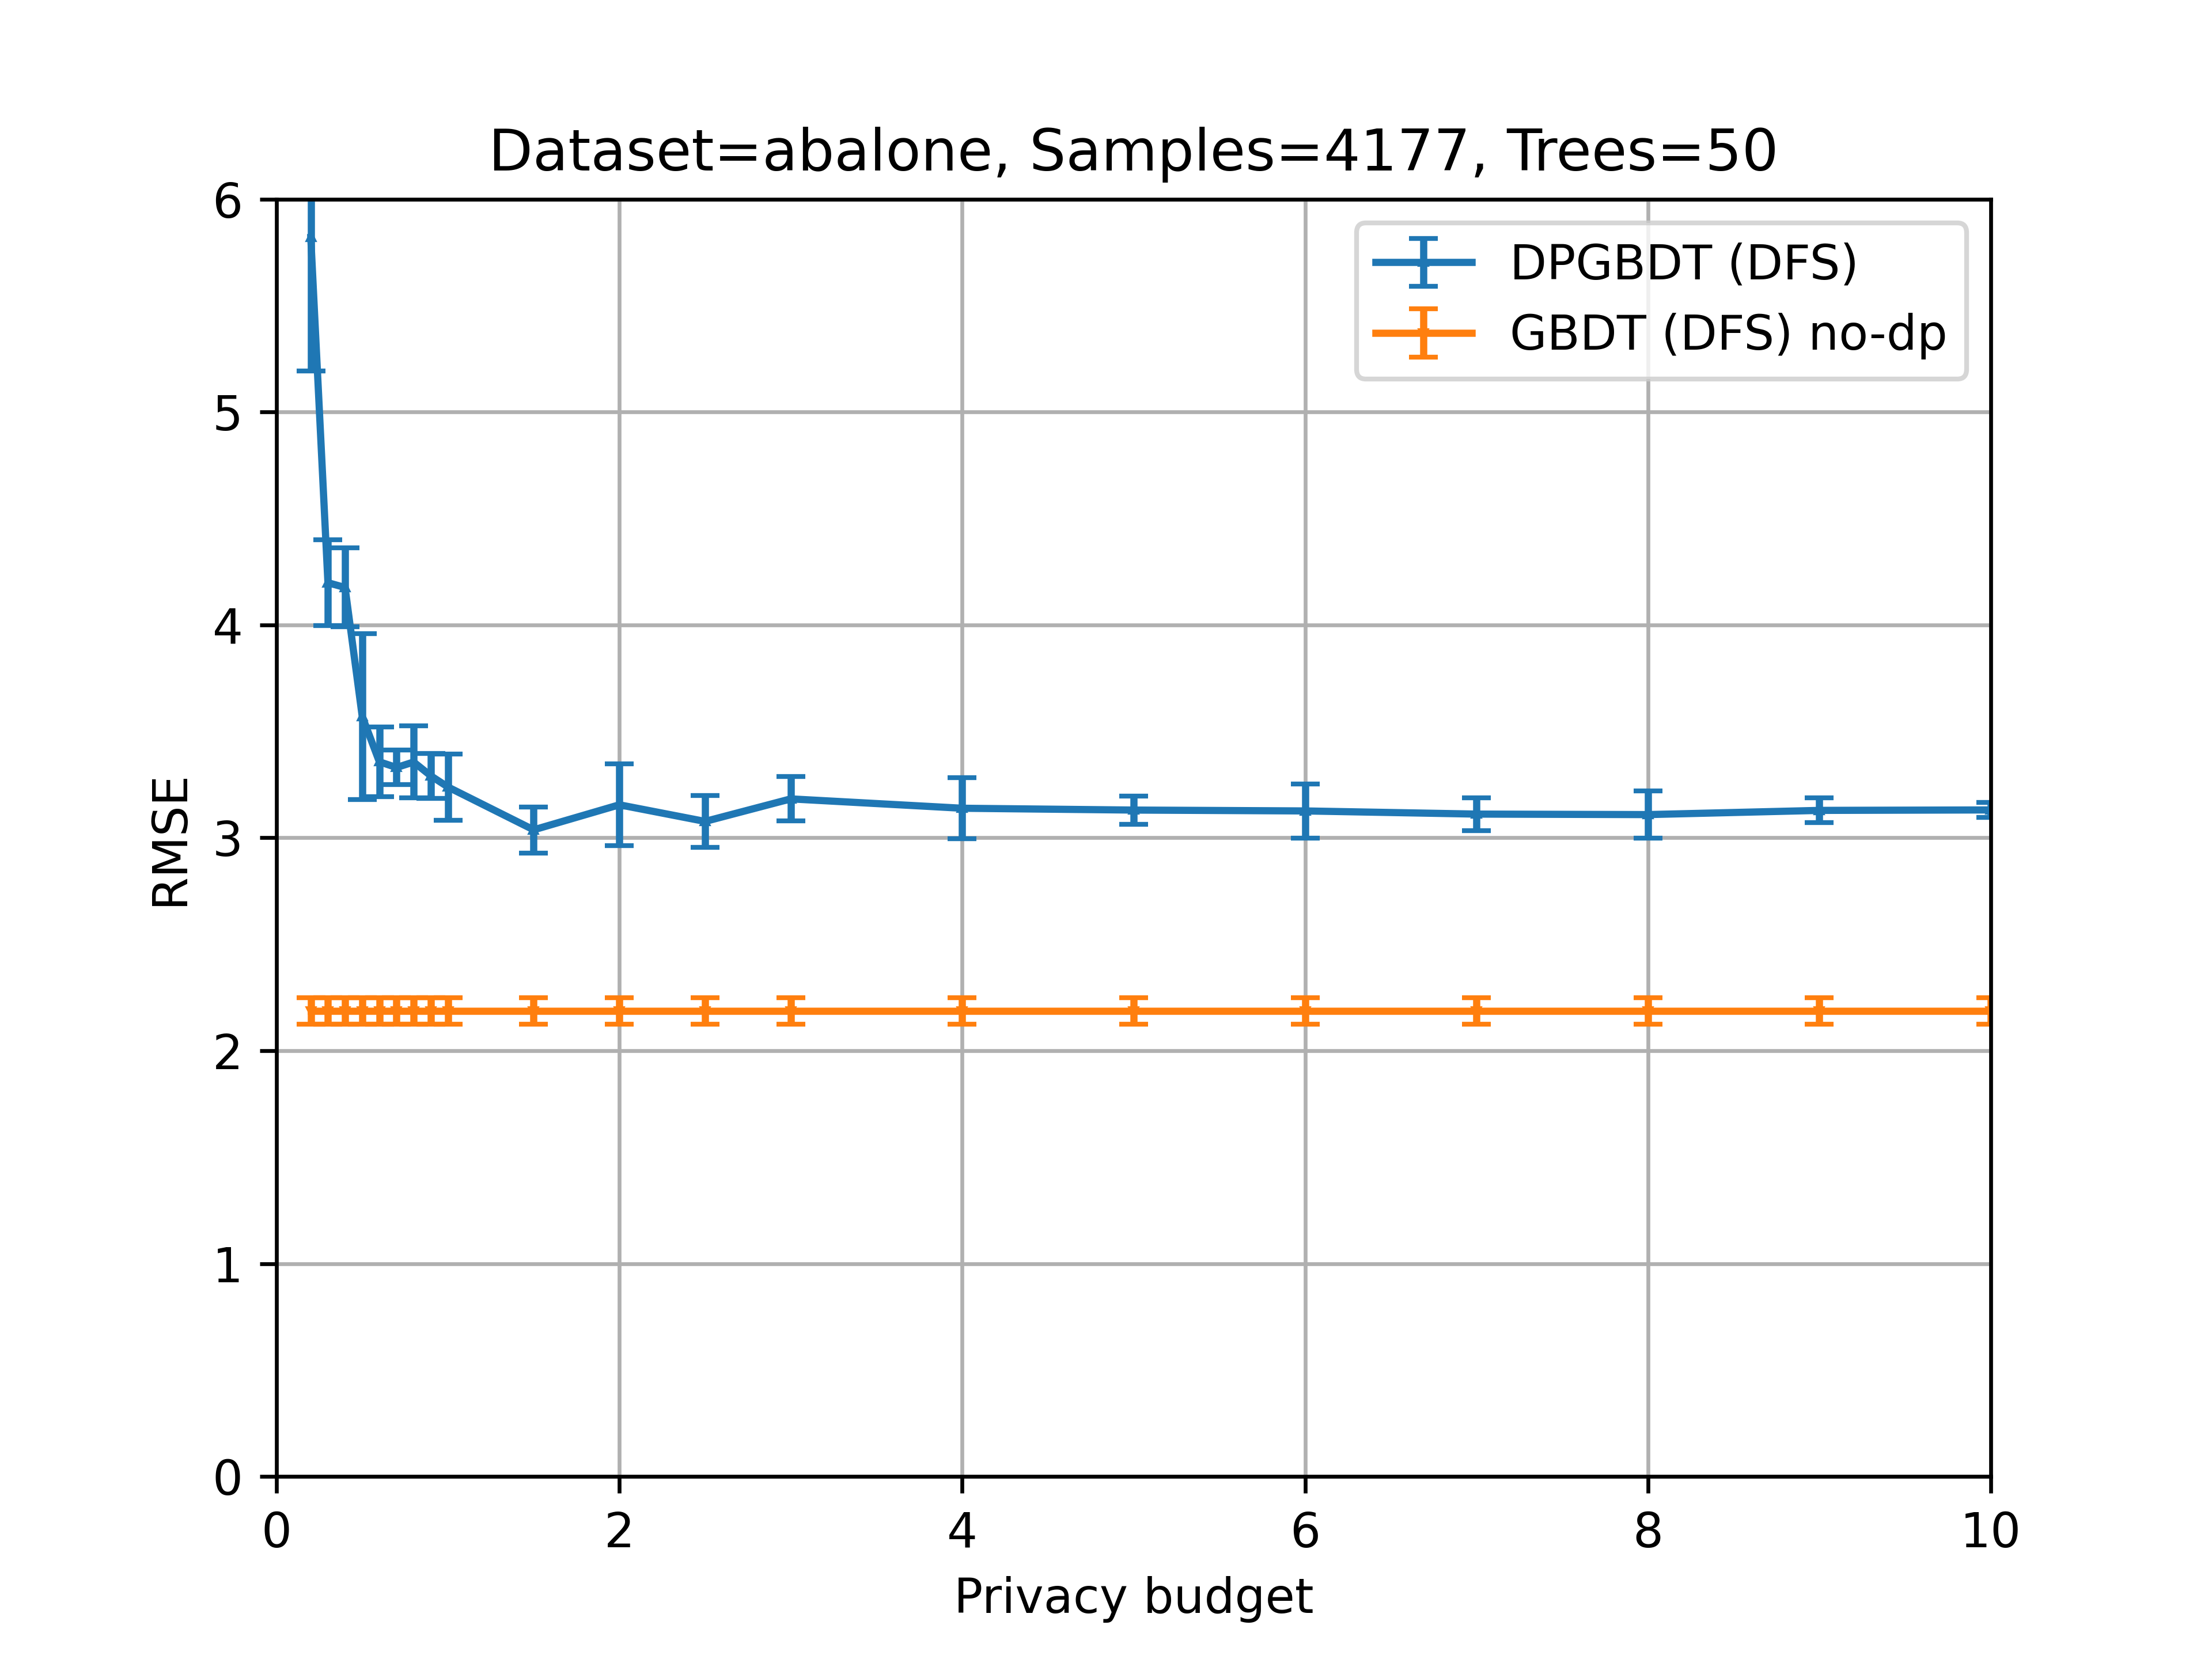 Dataset=abalone, Samples=4177, Trees=50
6
5
4
3
2
1
0
RMSE
DPGBDT (DFS)
GBDT (DFS) no-dp
0 2 4 6 8 10
Privacy budget